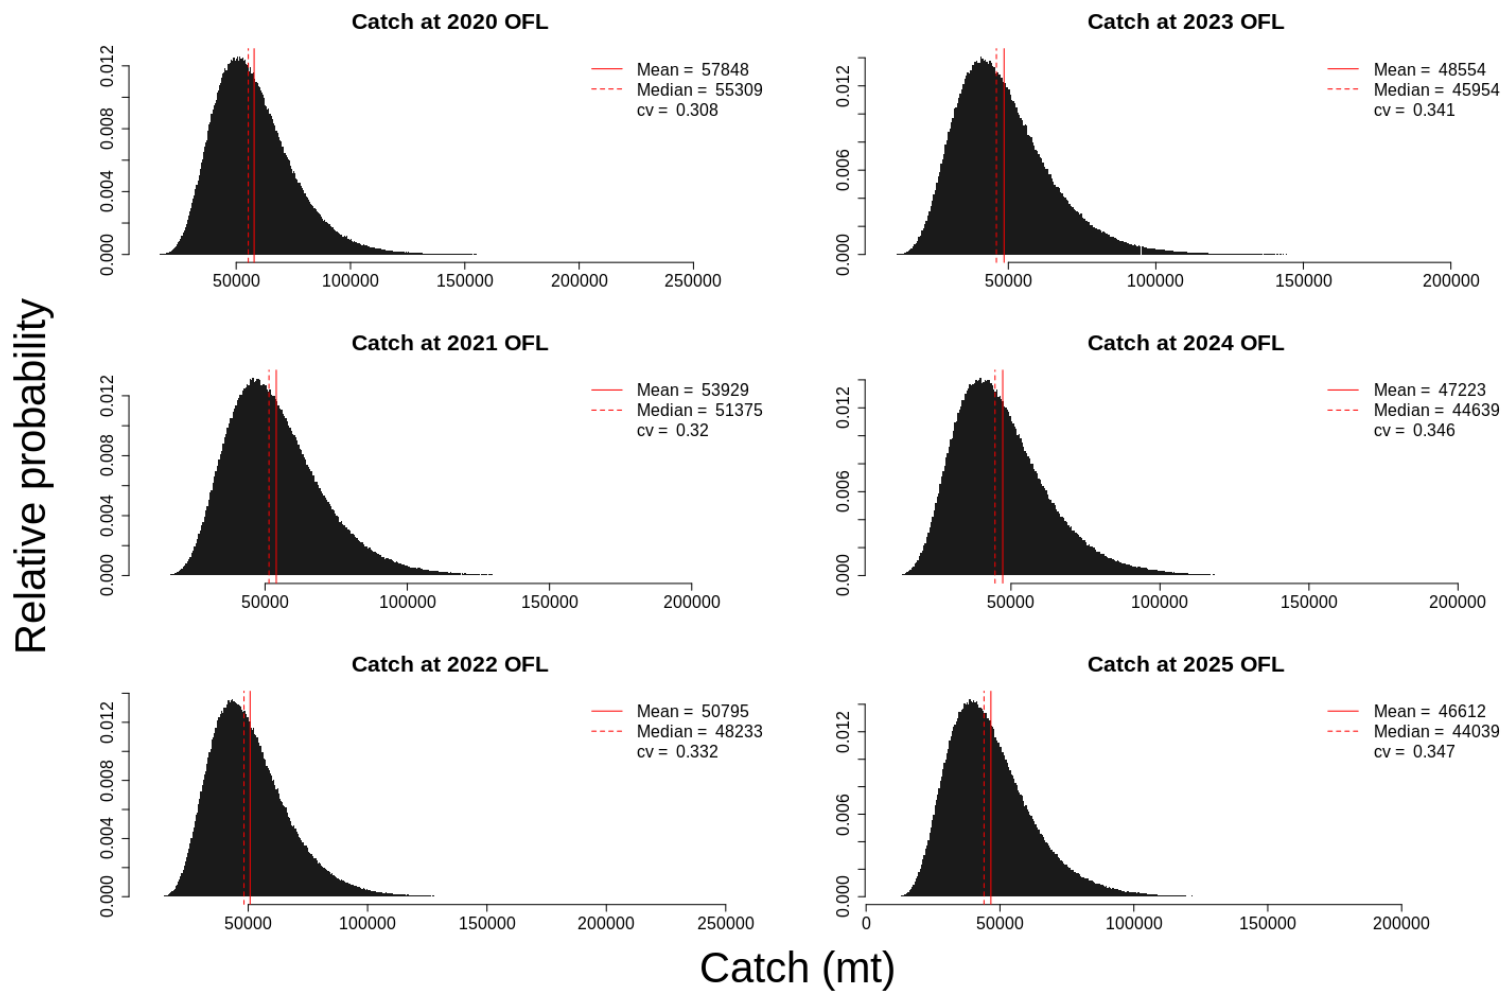 Catch at 2020 OFL
Mean = 57848
Median = 55309
cv = 0.308
0.000
0.004
0.008
0.012
50000 100000 150000 200000 250000
Catch at 2023 OFL
Mean = 48554
Median = 45954
cv = 0.341
0.000
0.006
0.012
50000 100000 150000 200000
Catch at 2021 OFL
Mean = 53929
Median = 51375
cv = 0.32
0.000
0.004
0.008
0.012
50000 100000 150000 200000
Catch at 2024 OFL
Mean = 47223
Median = 44639
cv = 0.346
0.000
0.006
0.012
50000 100000 150000 200000
Catch at 2022 OFL
Mean = 50795
Median = 48233
cv = 0.332
0.000
0.004
0.008
0.012
50000 100000 150000 200000 250000
Catch at 2025 OFL
Mean = 46612
Median = 44039
cv = 0.347
0.000
0.006
0.012
0 50000 100000 150000 200000
Relative probability
Catch (mt)